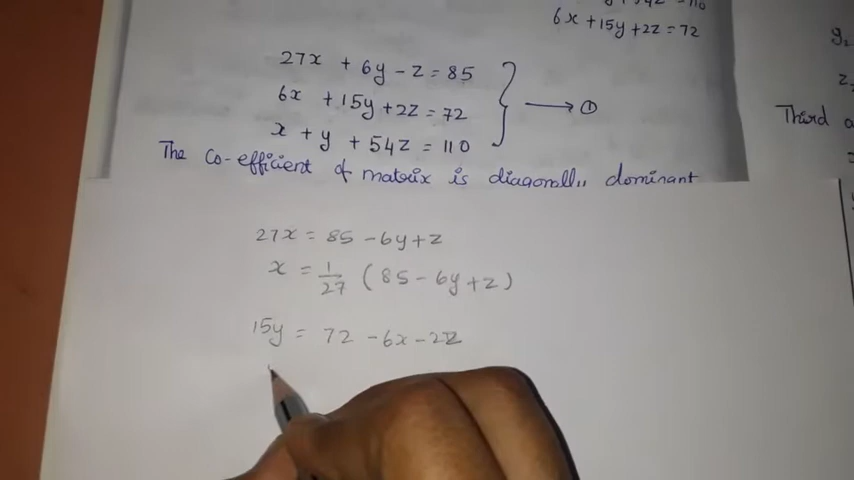 6x + 15y + 2z = 72
27x + 6y - z = 85
6x + 15y + 2z = 72 ⟶ ①
x + y + 54z = 110
The Co-efficient of matrix is diagonally dominant
Third
27x = 85 - 6y + z
x = 1/27 (85 - 6y + z)
15y = 72 - 6x - 2z